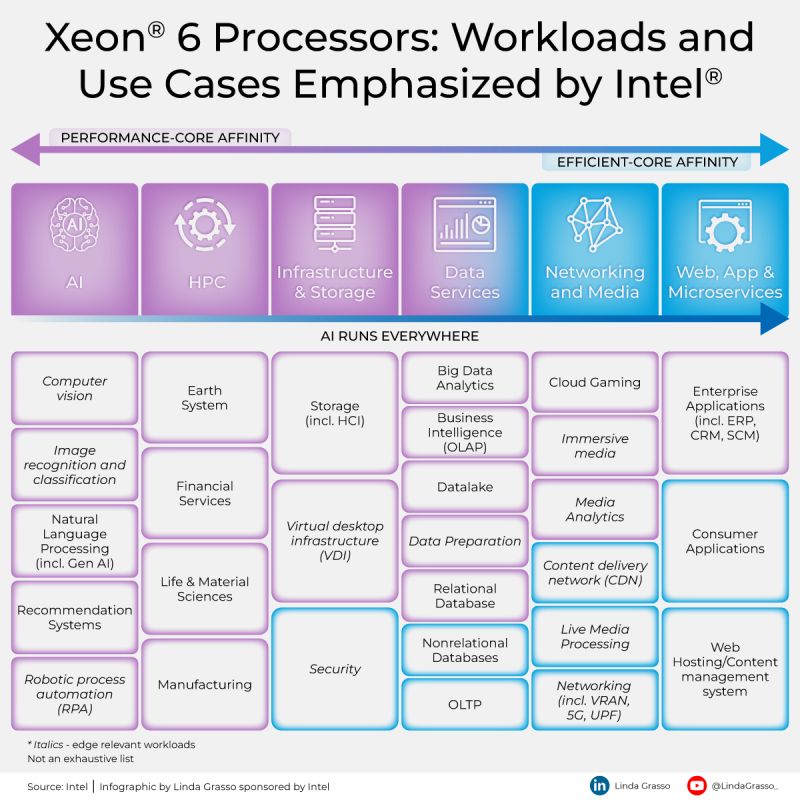 Xeon® 6 Processors: Workloads and
Use Cases Emphasized by Intel®
PERFORMANCE-CORE AFFINITY
EFFICIENT-CORE AFFINITY
AI
AI
HPC
Infrastructure
& Storage
Data
Services
Networking
and Media
Web, App &
Microservices
AI RUNS EVERYWHERE
Computer
vision
Image
recognition and
classification
Natural
Language
Processing
(incl. Gen AI)
Recommendation
Systems
Robotic process
automation
(RPA)
Earth
System
Financial
Services
Life & Material
Sciences
Manufacturing
Storage
(incl. HCI)
Virtual desktop
infrastructure
(VDI)
Security
Big Data
Analytics
Business
Intelligence
(OLAP)
Datalake
Data Preparation
Relational
Database
Nonrelational
Databases
OLTP
Cloud Gaming
Immersive
media
Media
Analytics
Content delivery
network (CDN)
Live Media
Processing
Networking
(incl. VRAN,
5G, UPF)
Enterprise
Applications
(incl. ERP,
CRM, SCM)
Consumer
Applications
Web
Hosting/Content
management
system
* Italics - edge relevant workloads
Not an exhaustive list
Source: Intel | Infographic by Linda Grasso sponsored by Intel
in Linda Grasso
@LindaGrasso_